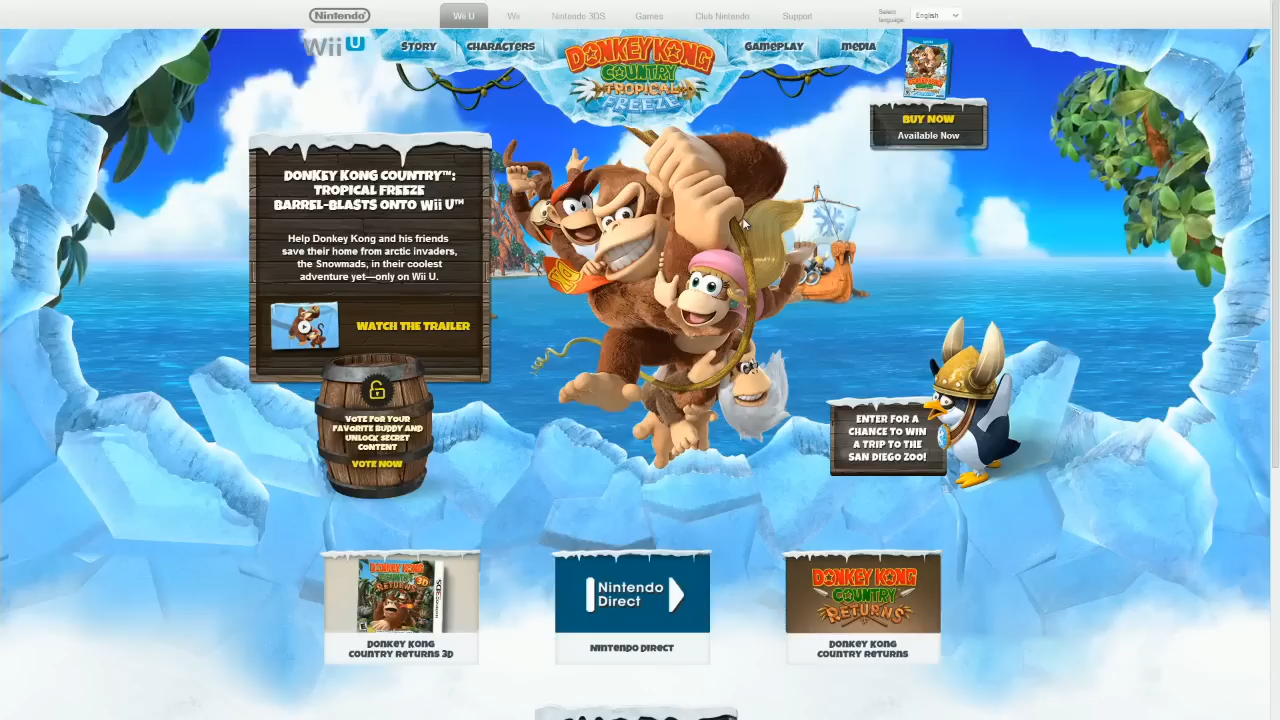 Nintendo
Wii U
Wii
Nintendo 3DS
Games
Club Nintendo
Support
Select
language:
English
Wii U
STORY
CHARACTERS
DONKEY KONG
COUNTRY
TROPICAL
FREEZE
GAMEPLAY
MEDIA
BUY NOW
Available Now
DONKEY KONG COUNTRY™:
TROPICAL FREEZE
BARREL-BLASTS ONTO Wii U™
Help Donkey Kong and his friends
save their home from arctic invaders,
the Snowmads, in their coolest
adventure yet—only on Wii U.
WATCH THE TRAILER
VOTE FOR YOUR
FAVORITE BUDDY AND
UNLOCK SECRET
CONTENT
VOTE NOW
ENTER FOR A
CHANCE TO WIN
A TRIP TO THE
SAN DIEGO ZOO!
DONKEY KONG
COUNTRY
RETURNS
3D
DONKEY KONG
COUNTRY RETURNS 3D
Nintendo
Direct
NINTENDO DIRECT
DONKEY KONG
COUNTRY
RETURNS
DONKEY KONG
COUNTRY RETURNS